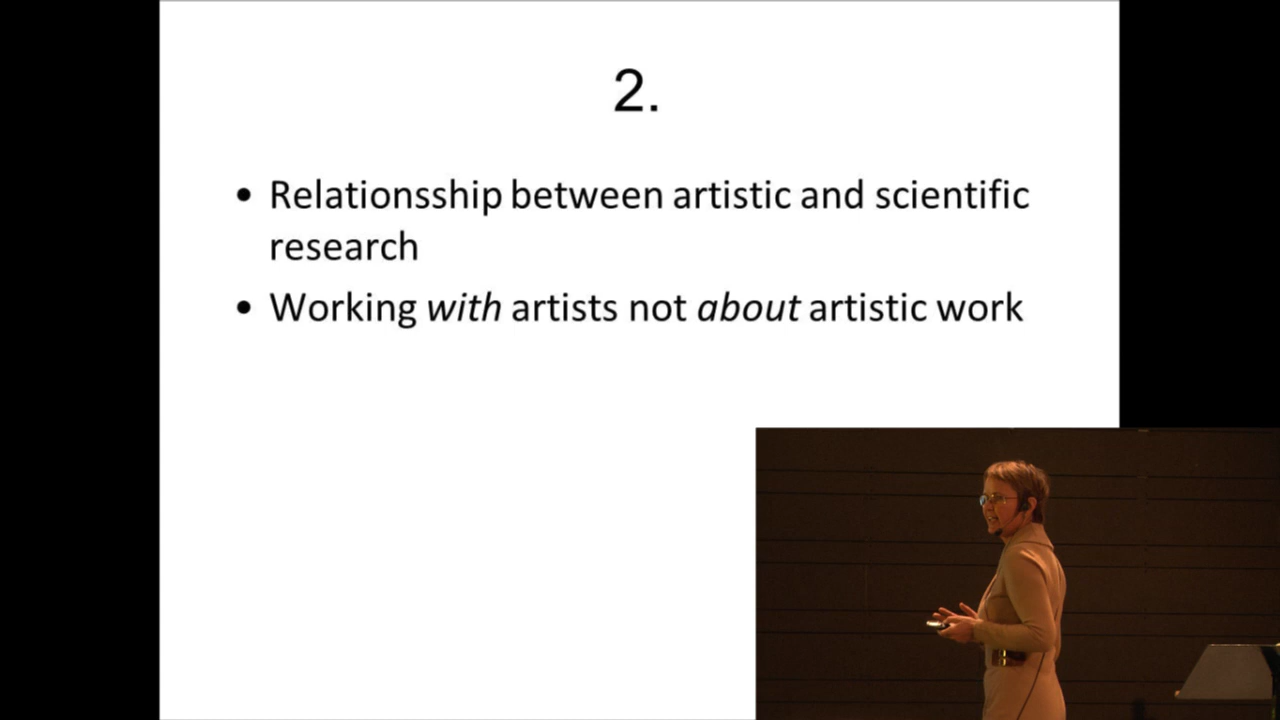 2.
• Relationsship between artistic and scientific
research
• Working with artists not about artistic work